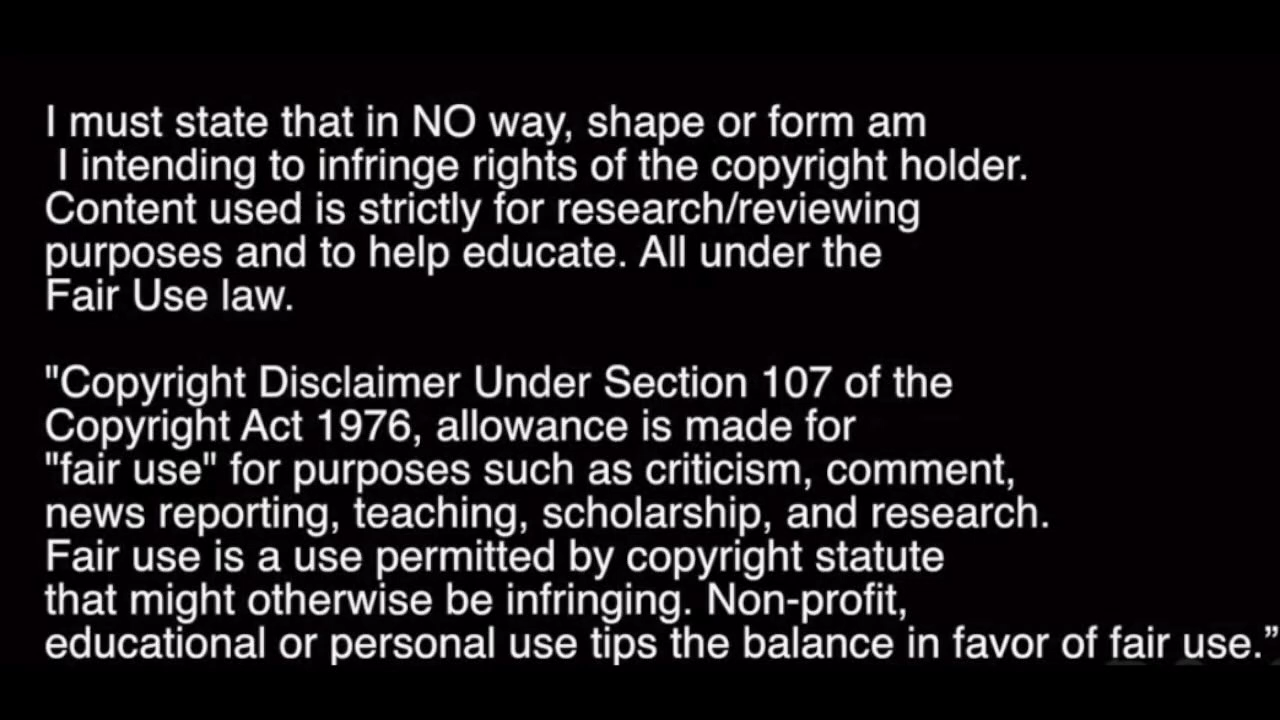 I must state that in NO way, shape or form am
I intending to infringe rights of the copyright holder.
Content used is strictly for research/reviewing
purposes and to help educate. All under the
Fair Use law.
"Copyright Disclaimer Under Section 107 of the
Copyright Act 1976, allowance is made for
"fair use" for purposes such as criticism, comment,
news reporting, teaching, scholarship, and research.
Fair use is a use permitted by copyright statute
that might otherwise be infringing. Non-profit,
educational or personal use tips the balance in favor of fair use.”